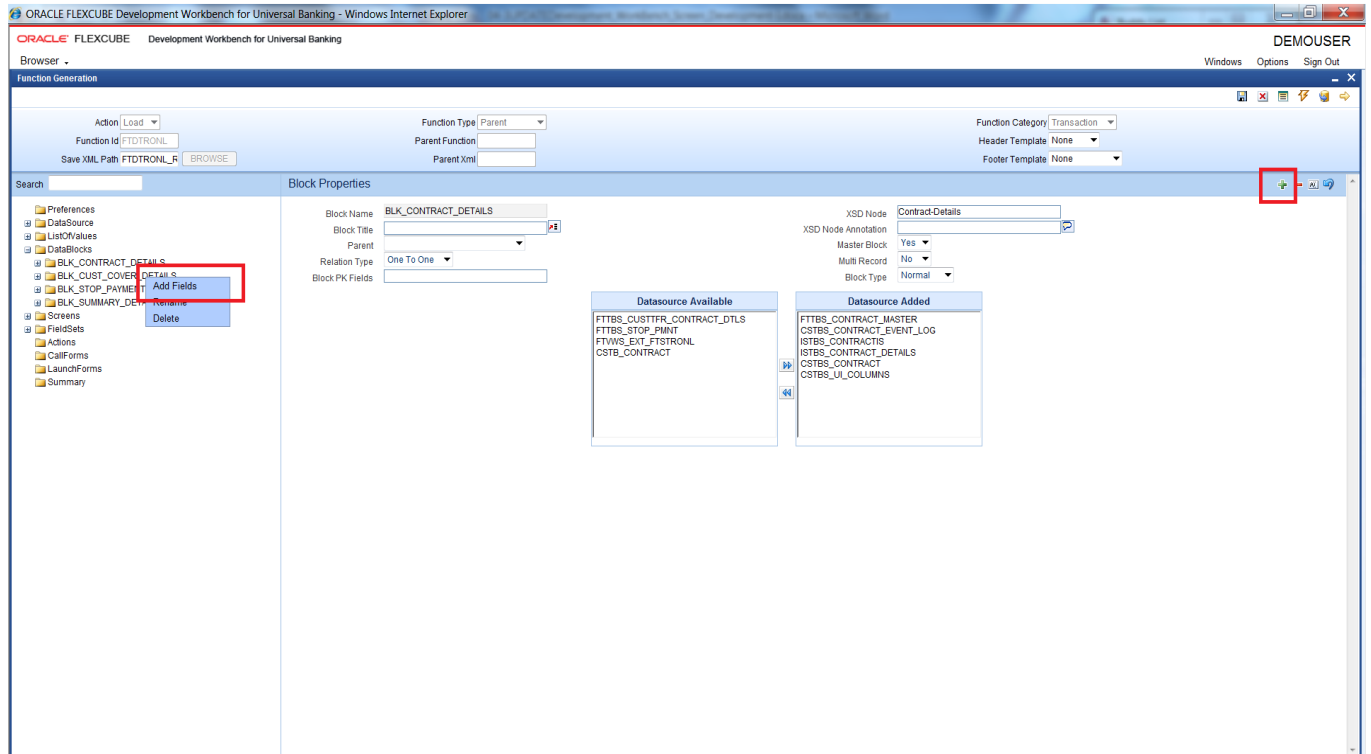 ORACLE FLEXCUBE Development Workbench for Universal Banking - Windows Internet Explorer
ORACLE FLEXCUBE Development Workbench for Universal Banking
DEMOUSER
Browser
Windows Options Sign Out
Function Generation
Action Load
Function Type Parent
Function Category Transaction
Function Id FTDTRONL
Parent Function
Header Template None
Save XML Path FTDTRONL_R BROWSE
Parent Xml
Footer Template None
Search
Block Properties
Preferences
DataSource
ListOfValues
DataBlocks
BLK_CONTRACT_DETAILS
BLK_CUST_COVER_DETAILS
BLK_STOP_PAYMENT
BLK_SUMMARY_DETA
Screens
FieldSets
Actions
CallForms
LaunchForms
Summary
Add Fields
Rename
Delete
Block Name BLK_CONTRACT_DETAILS
Block Title
Parent
Relation Type One To One
Block PK Fields
XSD Node Contract-Details
XSD Node Annotation
Master Block Yes
Multi Record No
Block Type Normal
Datasource Available
FTTBS_CUSTTFR_CONTRACT_DTLS
FTTBS_STOP_PMNT
FTVWS_EXT_FTSTRONL
CSTB_CONTRACT
Datasource Added
FTTBS_CONTRACT_MASTER
CSTBS_CONTRACT_EVENT_LOG
ISTBS_CONTRACTIS
ISTBS_CONTRACT_DETAILS
CSTBS_CONTRACT
CSTBS_UI_COLUMNS